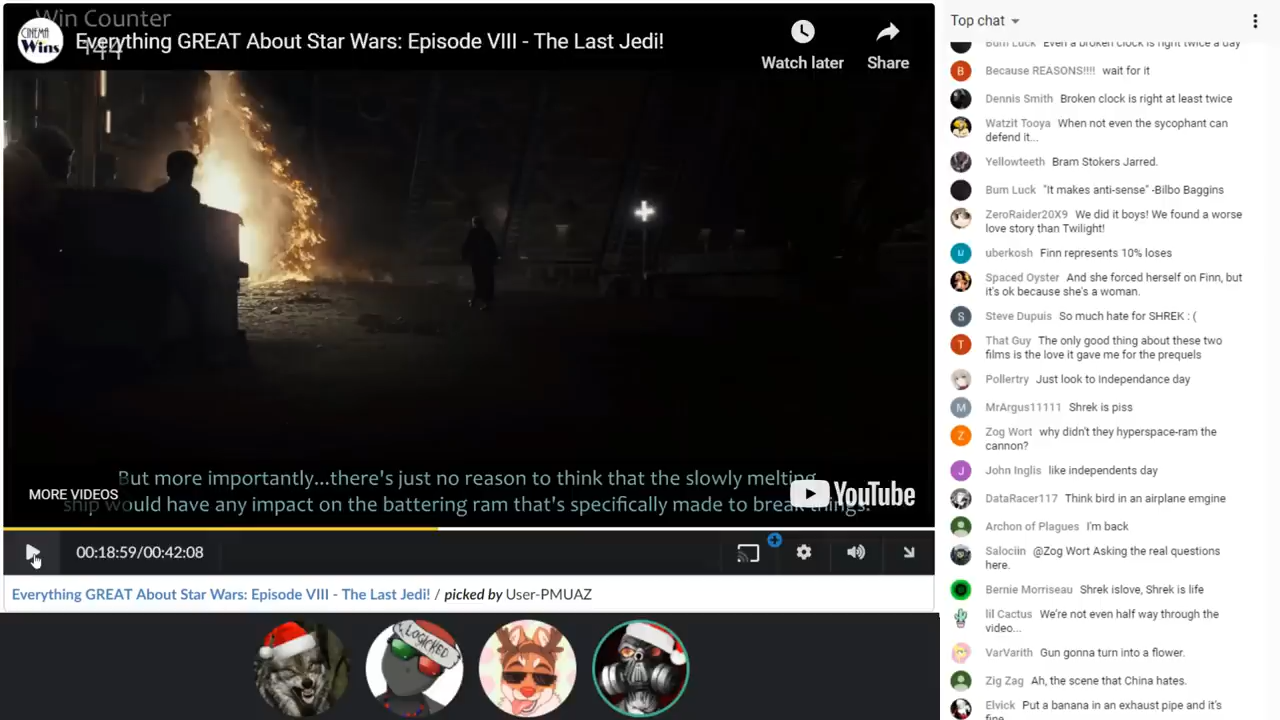 Win Counter
144
CINEMA
Wins
Everything GREAT About Star Wars: Episode VIII - The Last Jedi!
Watch later
Share
But more importantly...there's just no reason to think that the slowly melting
ship would have any impact on the battering ram that's specifically made to break things.
MORE VIDEOS
YouTube
00:18:59/00:42:08
Everything GREAT About Star Wars: Episode VIII - The Last Jedi! / picked by User-PMUAZ
LOGICKED
Top chat
Bum Luck Even a broken clock is right twice a day
B Because REASONS!!!! wait for it
Dennis Smith Broken clock is right at least twice
Watzit Tooya When not even the sycophant can
defend it...
Yellowteeth Bram Stokers Jarred.
Bum Luck "It makes anti-sense" -Bilbo Baggins
ZeroRaider20X9 We did it boys! We found a worse
love story than Twilight!
U uberkosh Finn represents 10% loses
Spaced Oyster And she forced herself on Finn, but
it's ok because she's a woman.
S Steve Dupuis So much hate for SHREK : (
T That Guy The only good thing about these two
films is the love it gave me for the prequels
Pollertry Just look to Independance day
M MrArgus11111 Shrek is piss
Z Zog Wort why didn't they hyperspace-ram the
cannon?
J John Inglis like independents day
DataRacer117 Think bird in an airplane emgine
Archon of Plagues I'm back
Salociin @Zog Wort Asking the real questions
here.
Bernie Morriseau Shrek islove, Shrek is life
lil Cactus We're not even half way through the
video...
VarVarith Gun gonna turn into a flower.
Zig Zag Ah, the scene that China hates.
Elvick Put a banana in an exhaust pipe and it's
fine